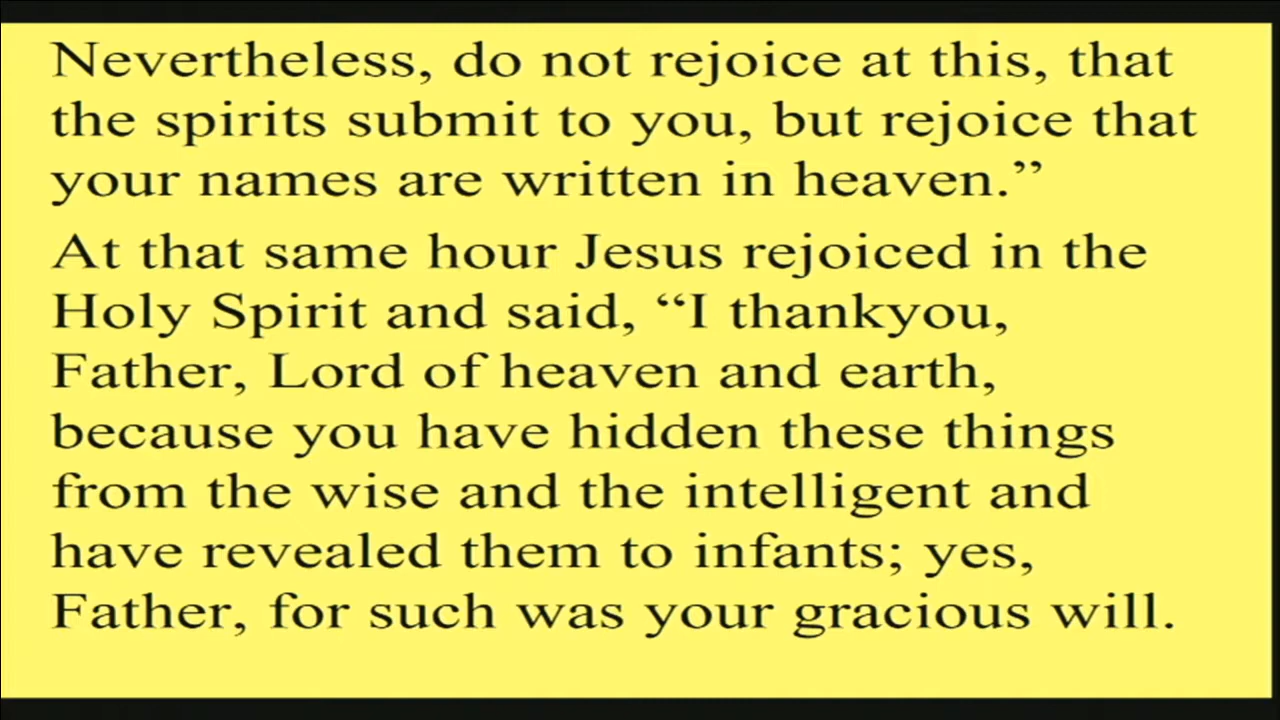 Nevertheless, do not rejoice at this, that
the spirits submit to you, but rejoice that
your names are written in heaven.”
At that same hour Jesus rejoiced in the
Holy Spirit and said, “I thankyou,
Father, Lord of heaven and earth,
because you have hidden these things
from the wise and the intelligent and
have revealed them to infants; yes,
Father, for such was your gracious will.